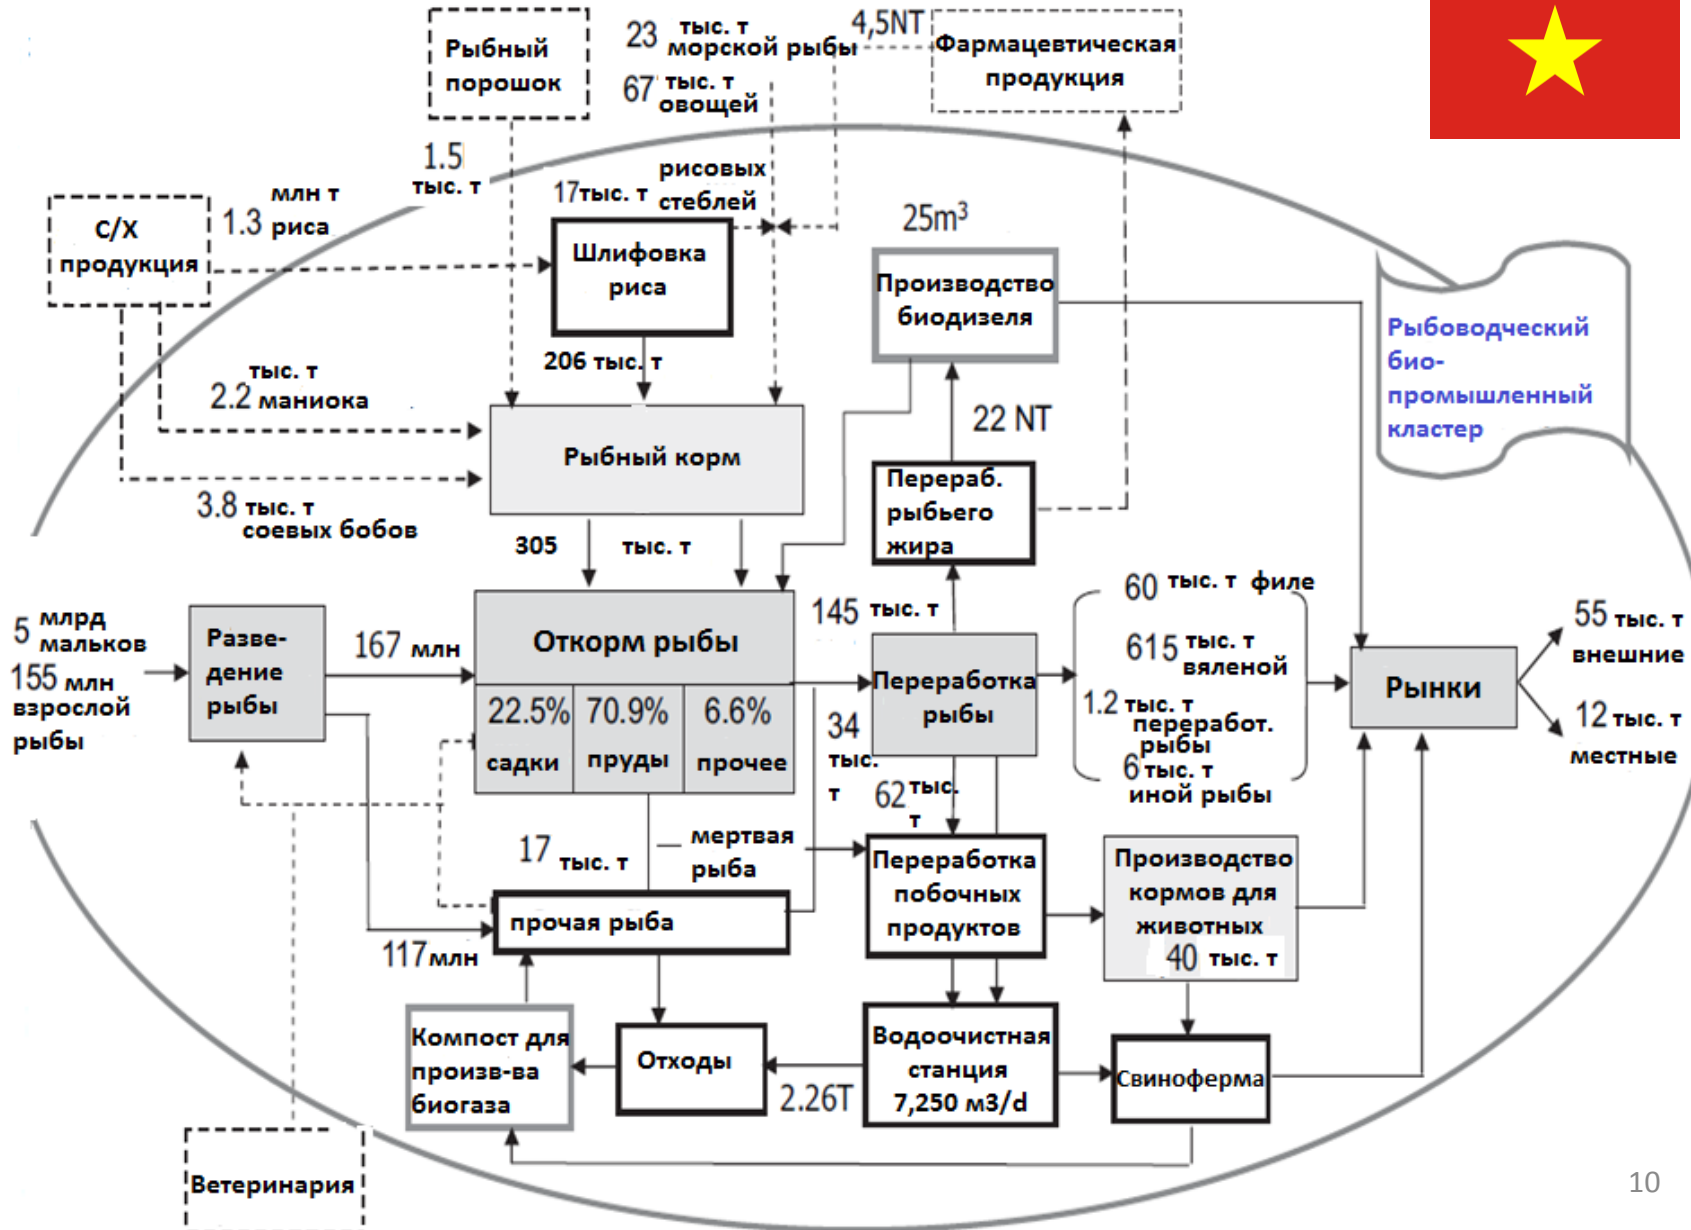 Рыбный
порошок
23 тыс. т
морской рыбы
67 тыс. т
овощей
4,5NT
Фармацевтическая
продукция
1.5
тыс. т
17тыс. т
рисовых
стеблей
С/Х
продукция
млн т
1.3 риса
Шлифовка
риса
25m³
Производство
биодизеля
206 тыс. т
тыс. т
2.2 маниока
Рыбный корм
22 NT
Рыбоводческий
био-
промышленный
кластер
Перераб.
рыбьего
жира
3.8 тыс. т
соевых бобов
305 тыс. т
5 млрд
мальков
155 млн
взрослой
рыбы
Разве-
дение
рыбы
167 млн
Откорм рыбы
22.5% 70.9% 6.6%
садки пруды прочее
145 тыс. т
Переработка
рыбы
34
тыс.
т
62 тыс.
т
60 тыс. т филе
615 тыс. т
вяленой
1.2 тыс. т
переработ.
рыбы
6 тыс. т
иной рыбы
Рынки
55 тыс. т
внешние
12 тыс. т
местные
17 тыс. т
мертвая
рыба
прочая рыба
117млн
Переработка
побочных
продуктов
Производство
кормов для
животных
40 тыс. т
Компост для
произв-ва
биогаза
Отходы
2.26T
Водоочистная
станция
7,250 м3/d
Свиноферма
Ветеринария
10